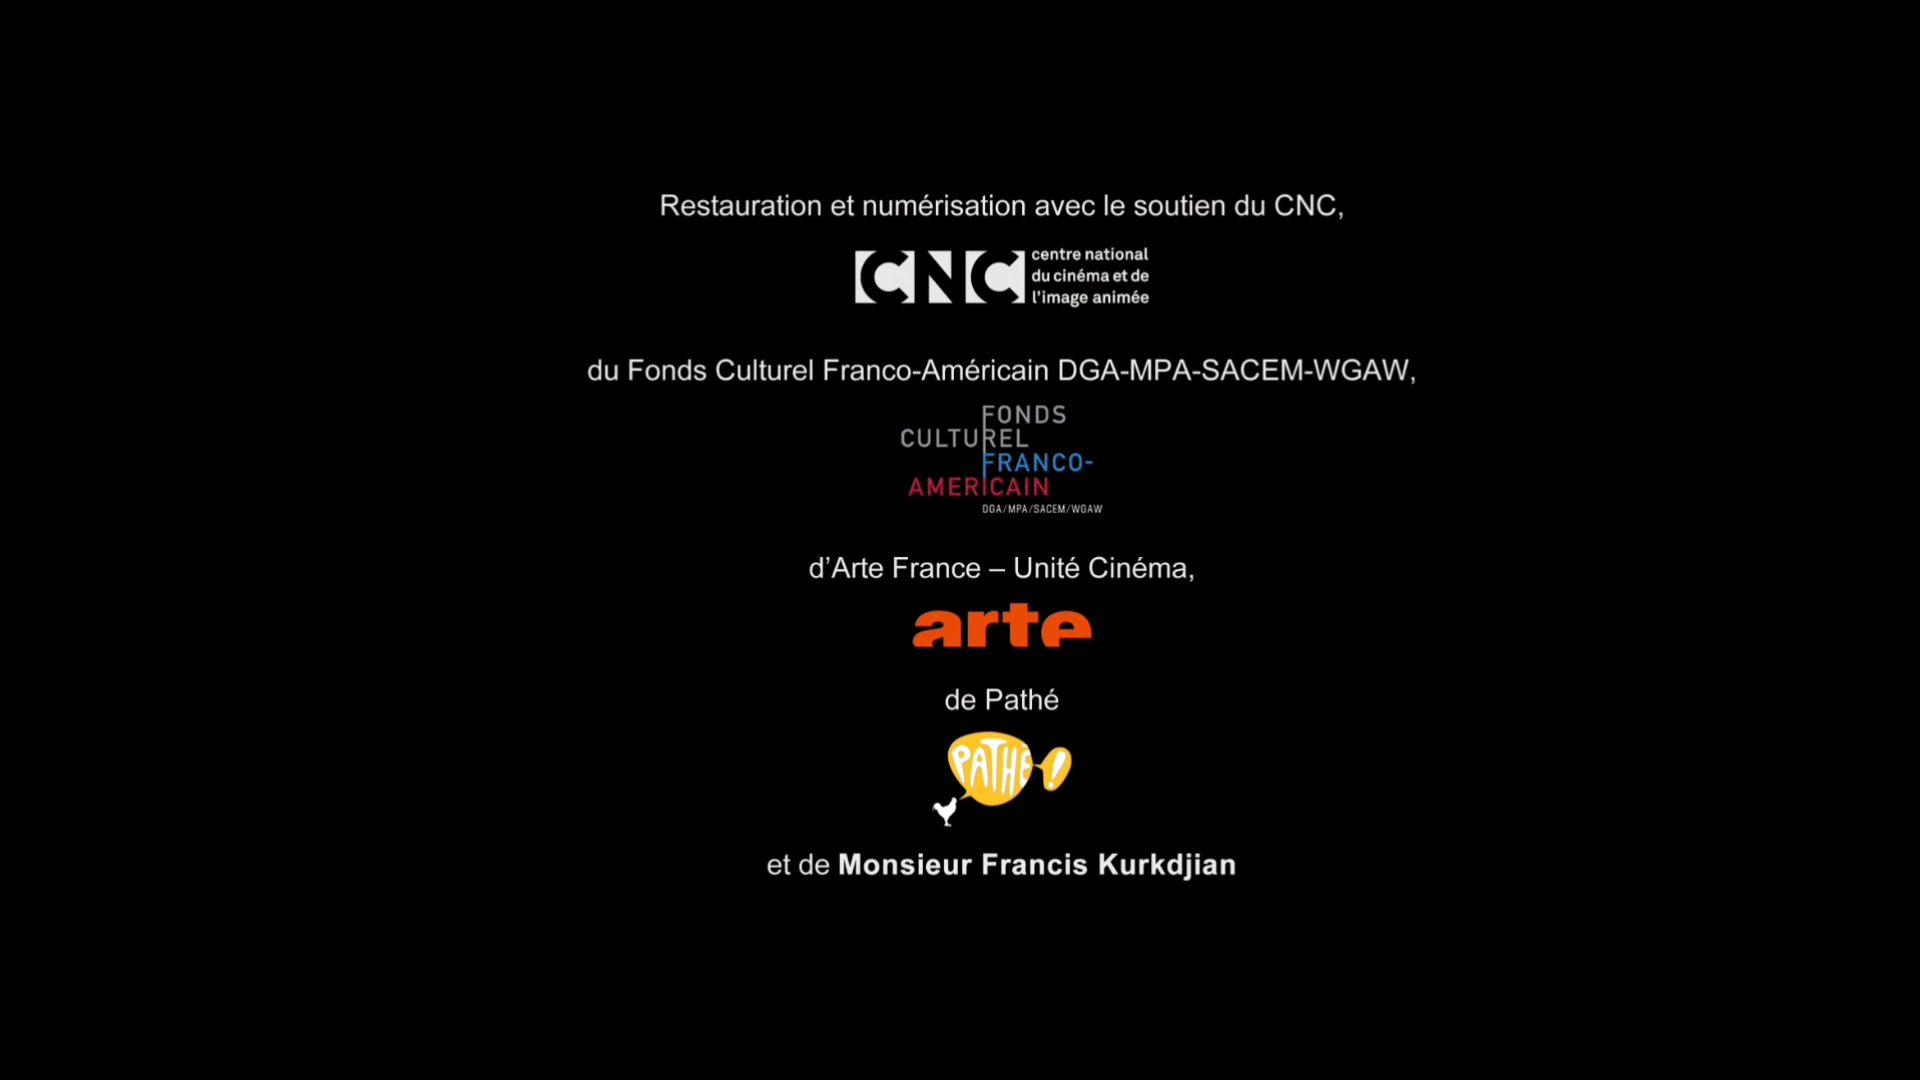 Restauration et numérisation avec le soutien du CNC,
CNC
centre national
du cinéma et de
l'image animée
du Fonds Culturel Franco-Américain DGA-MPA-SACEM-WGAW,
FONDS
CULTUREL
FRANCO-
AMERICAIN
DGA/MPA/SACEM/WGAW
d’Arte France – Unité Cinéma,
arte
de Pathé
PATHÉ!
et de Monsieur Francis Kurkdjian